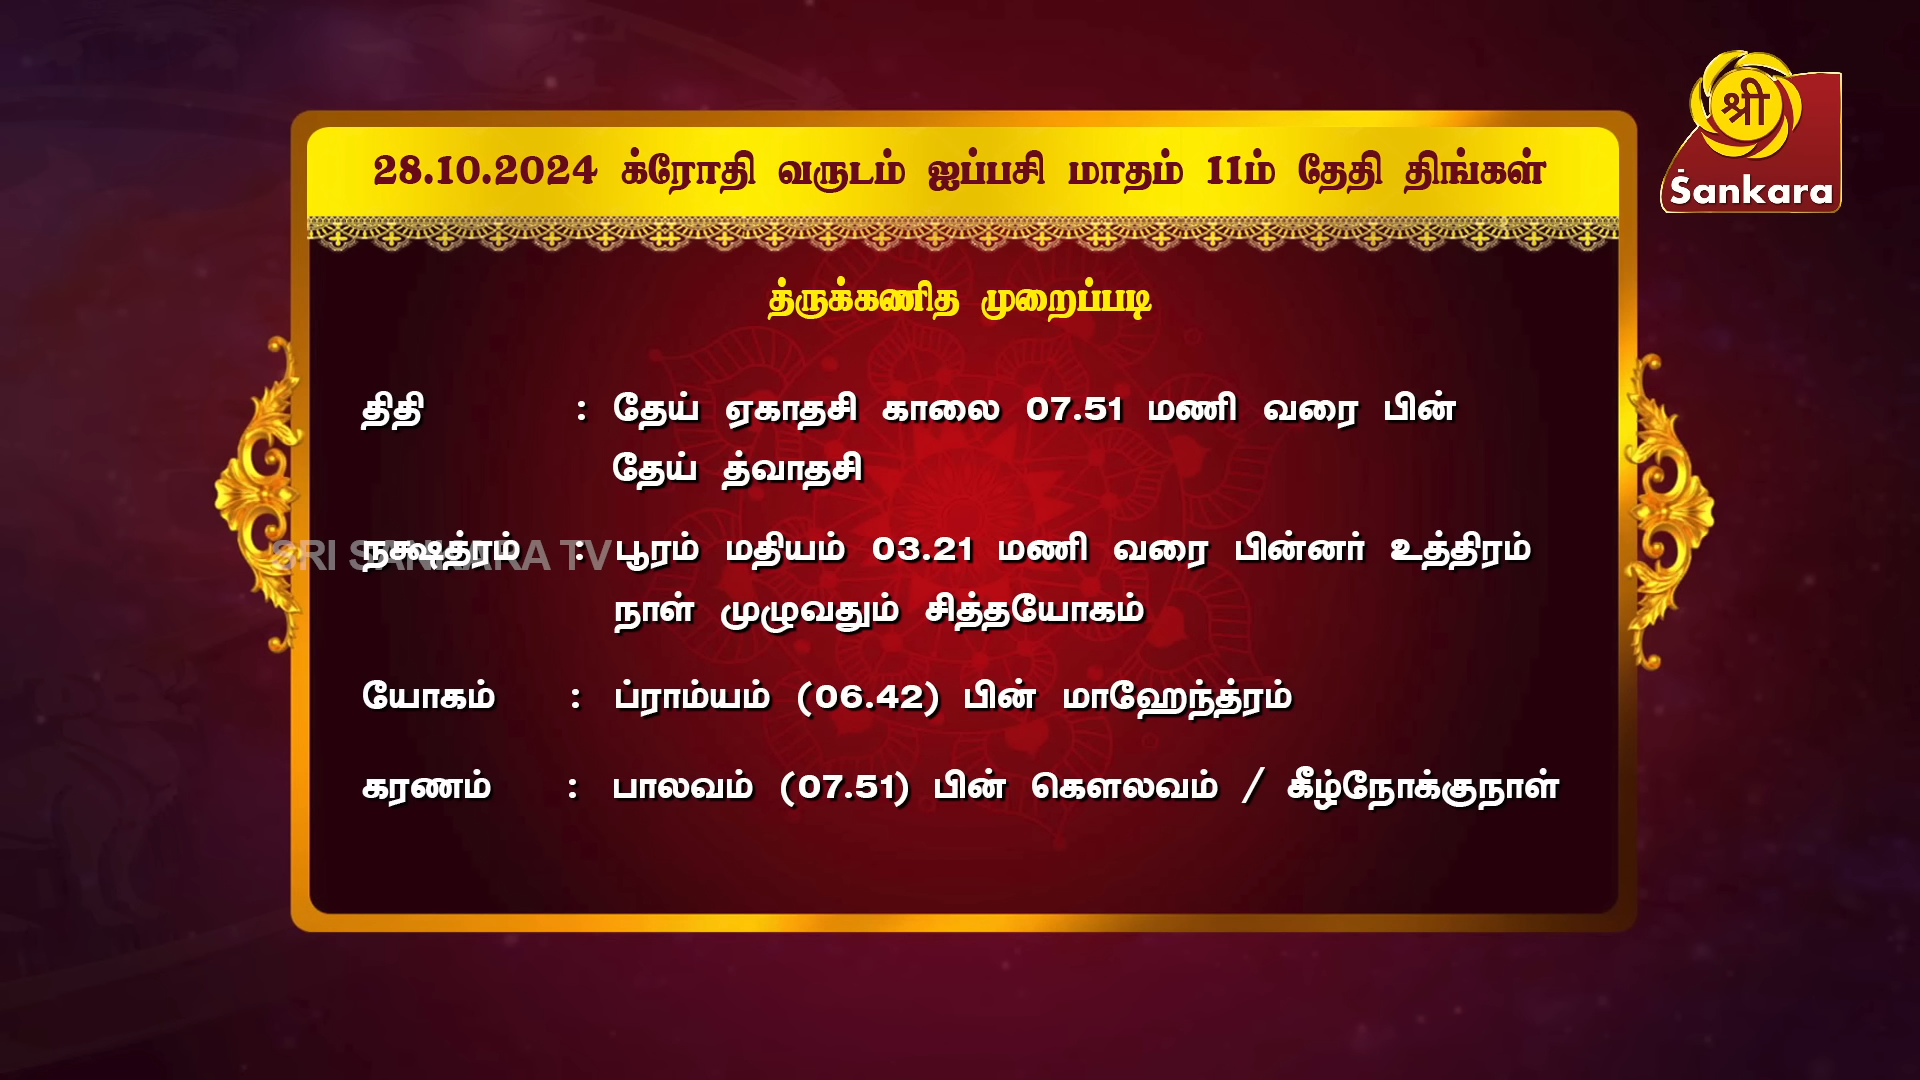 श्री
Sankara
28.10.2024 க்ரோதி வருடம் ஐப்பசி மாதம் 11ம் தேதி திங்கள்
த்ருக்கணித முறைப்படி
திதி : தேய் ஏகாதசி காலை 07.51 மணி வரை பின்
தேய் த்வாதசி
நக்ஷத்ரம் : பூரம் மதியம் 03.21 மணி வரை பின்னர் உத்திரம்
SRI SANKARA TV
நாள் முழுவதும் சித்தயோகம்
யோகம் : ப்ராம்யம் (06.42) பின் மாஹேந்த்ரம்
கரணம் : பாலவம் (07.51) பின் கௌலவம் / கீழ்நோக்குநாள்